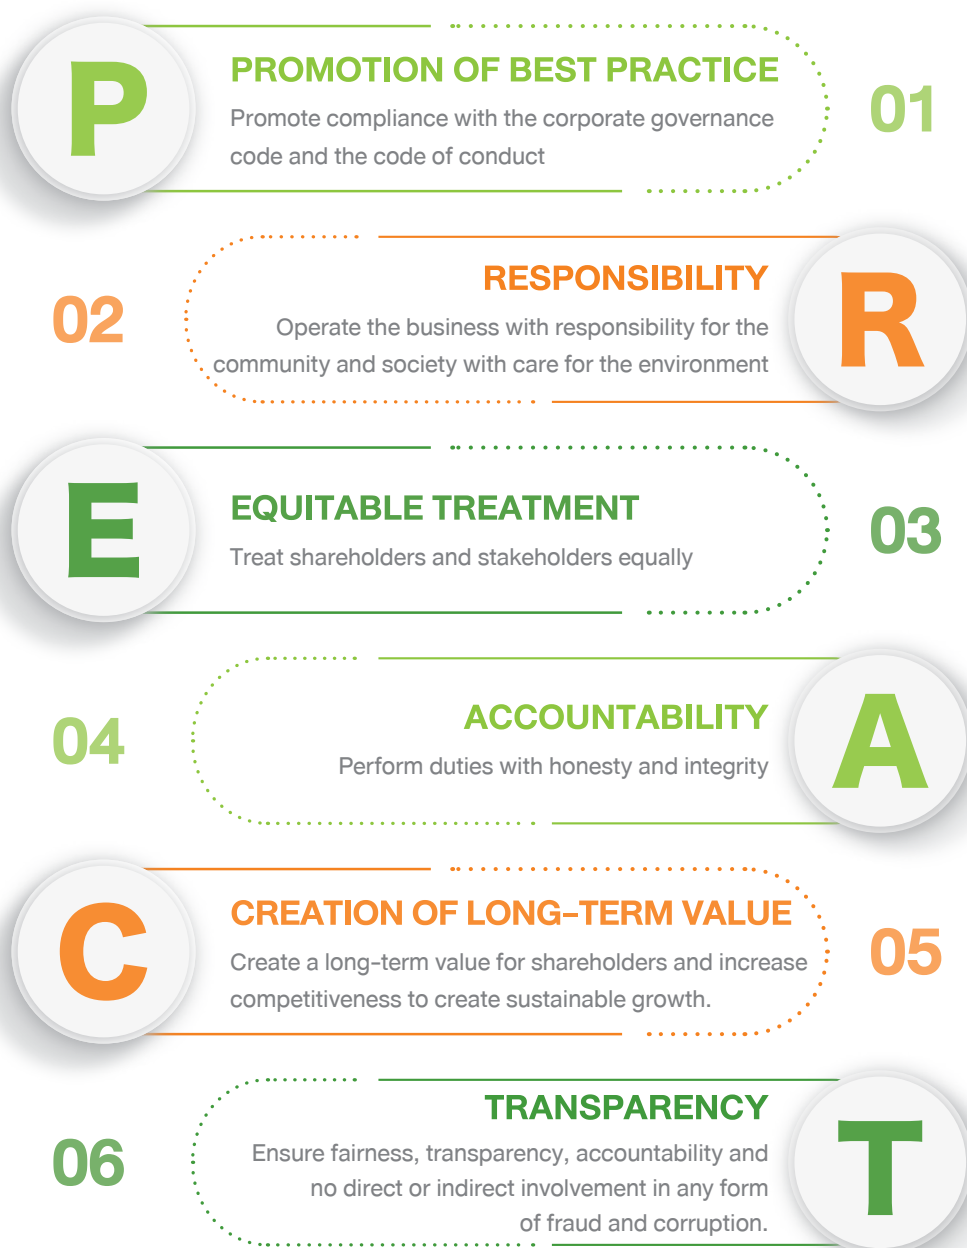 P
PROMOTION OF BEST PRACTICE
Promote compliance with the corporate governance
code and the code of conduct
01
02
RESPONSIBILITY
Operate the business with responsibility for the
community and society with care for the environment
R
E
EQUITABLE TREATMENT
Treat shareholders and stakeholders equally
03
04
ACCOUNTABILITY
Perform duties with honesty and integrity
A
C
CREATION OF LONG-TERM VALUE
Create a long-term value for shareholders and increase
competitiveness to create sustainable growth.
05
06
TRANSPARENCY
Ensure fairness, transparency, accountability and
no direct or indirect involvement in any form
of fraud and corruption.
T